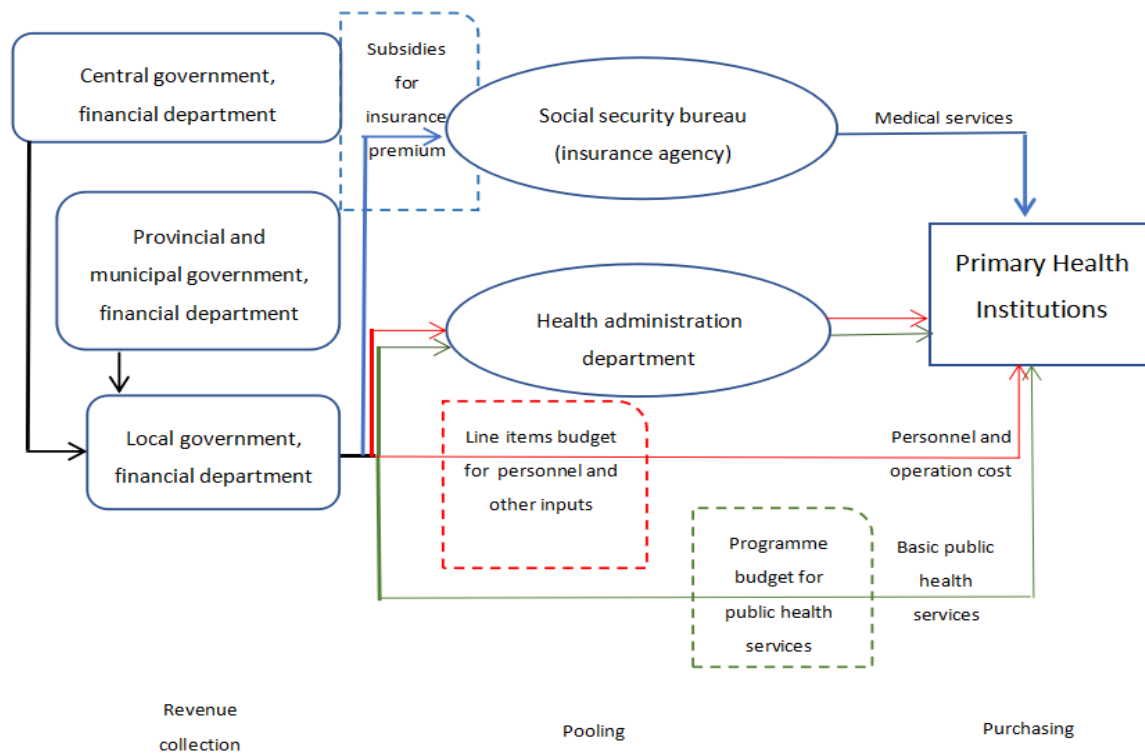 Central government,
financial department
Subsidies
for
insurance
premium
Social security bureau
(insurance agency)
Medical services
Provincial and
municipal government,
financial department
Primary Health
Institutions
Health administration
department
Local government,
financial department
Line items budget
for personnel and
other inputs
Personnel and
operation cost
Programme
budget for
public health
services
Basic public
health
services
Revenue
collection
Pooling
Purchasing